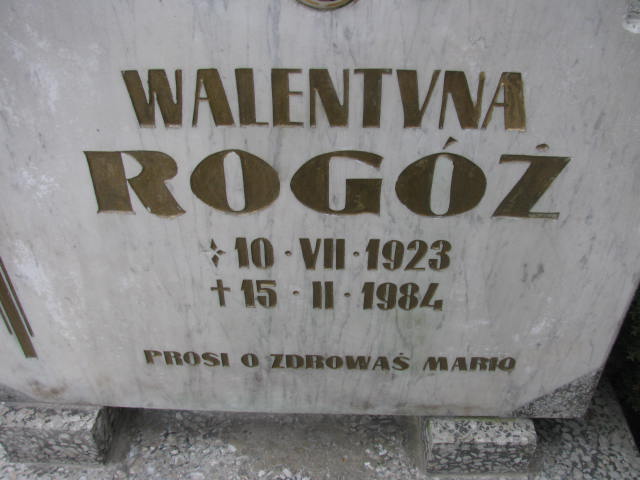 WALENTYNA
ROGÓŻ
✧ 10 · VII · 1923
† 15 · II · 1984
PROSI O ZDROWAŚ MARIO